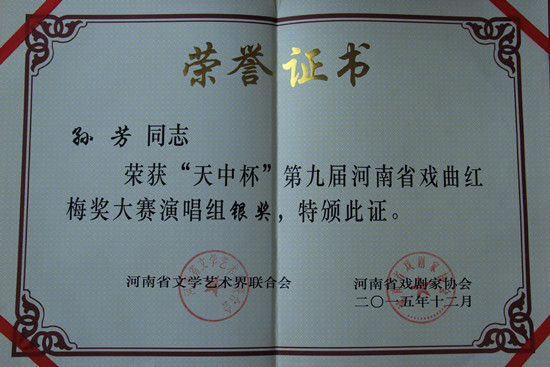 荣誉证书
孙芳 同志
荣获“天中杯”第九届河南省戏曲红
梅奖大赛演唱组银奖，特颁此证。
河南省文学艺术界联合会
河南省戏剧家协会
二〇一五年十二月